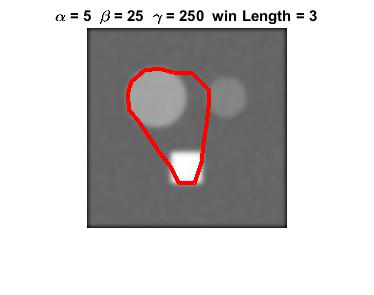 α = 5 β = 25 γ = 250 win Length = 3